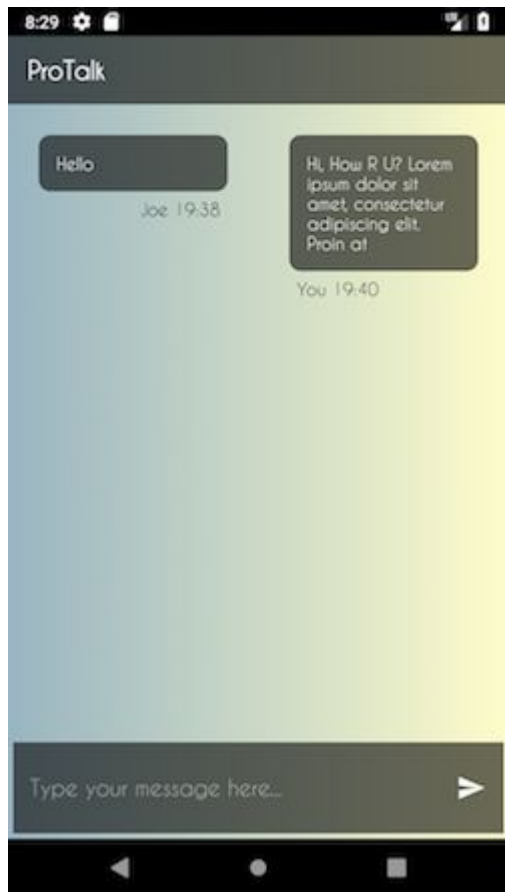 8:29
ProTalk
Hello
Joe 19:38
Hi, How R U? Lorem
ipsum dolor sit
amet, consectetur
adipiscing elit.
Proin at
You 19:40
Type your message here...